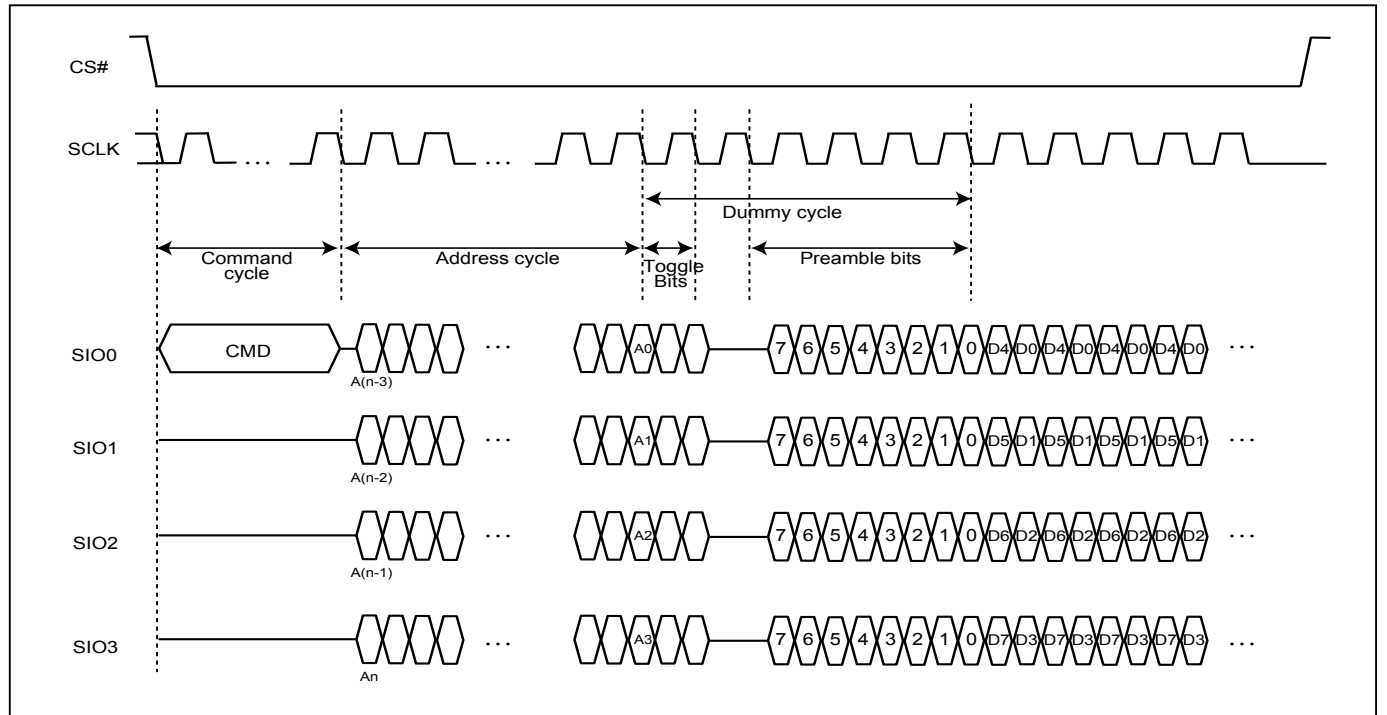 CS#
SCLK ... ...
Dummy cycle
Command
cycle
Address cycle
Toggle
Bits
Preamble bits
SIO0 CMD ... A0 7 6 5 4 3 2 1 0 D4 D0 D4 D0 D4 D0 D4 D0 ...
A(n-3)
SIO1 ... A1 7 6 5 4 3 2 1 0 D5 D1 D5 D1 D5 D1 D5 D1 ...
A(n-2)
SIO2 ... A2 7 6 5 4 3 2 1 0 D6 D2 D6 D2 D6 D2 D6 D2 ...
A(n-1)
SIO3 ... A3 7 6 5 4 3 2 1 0 D7 D3 D7 D3 D7 D3 D7 D3 ...
An